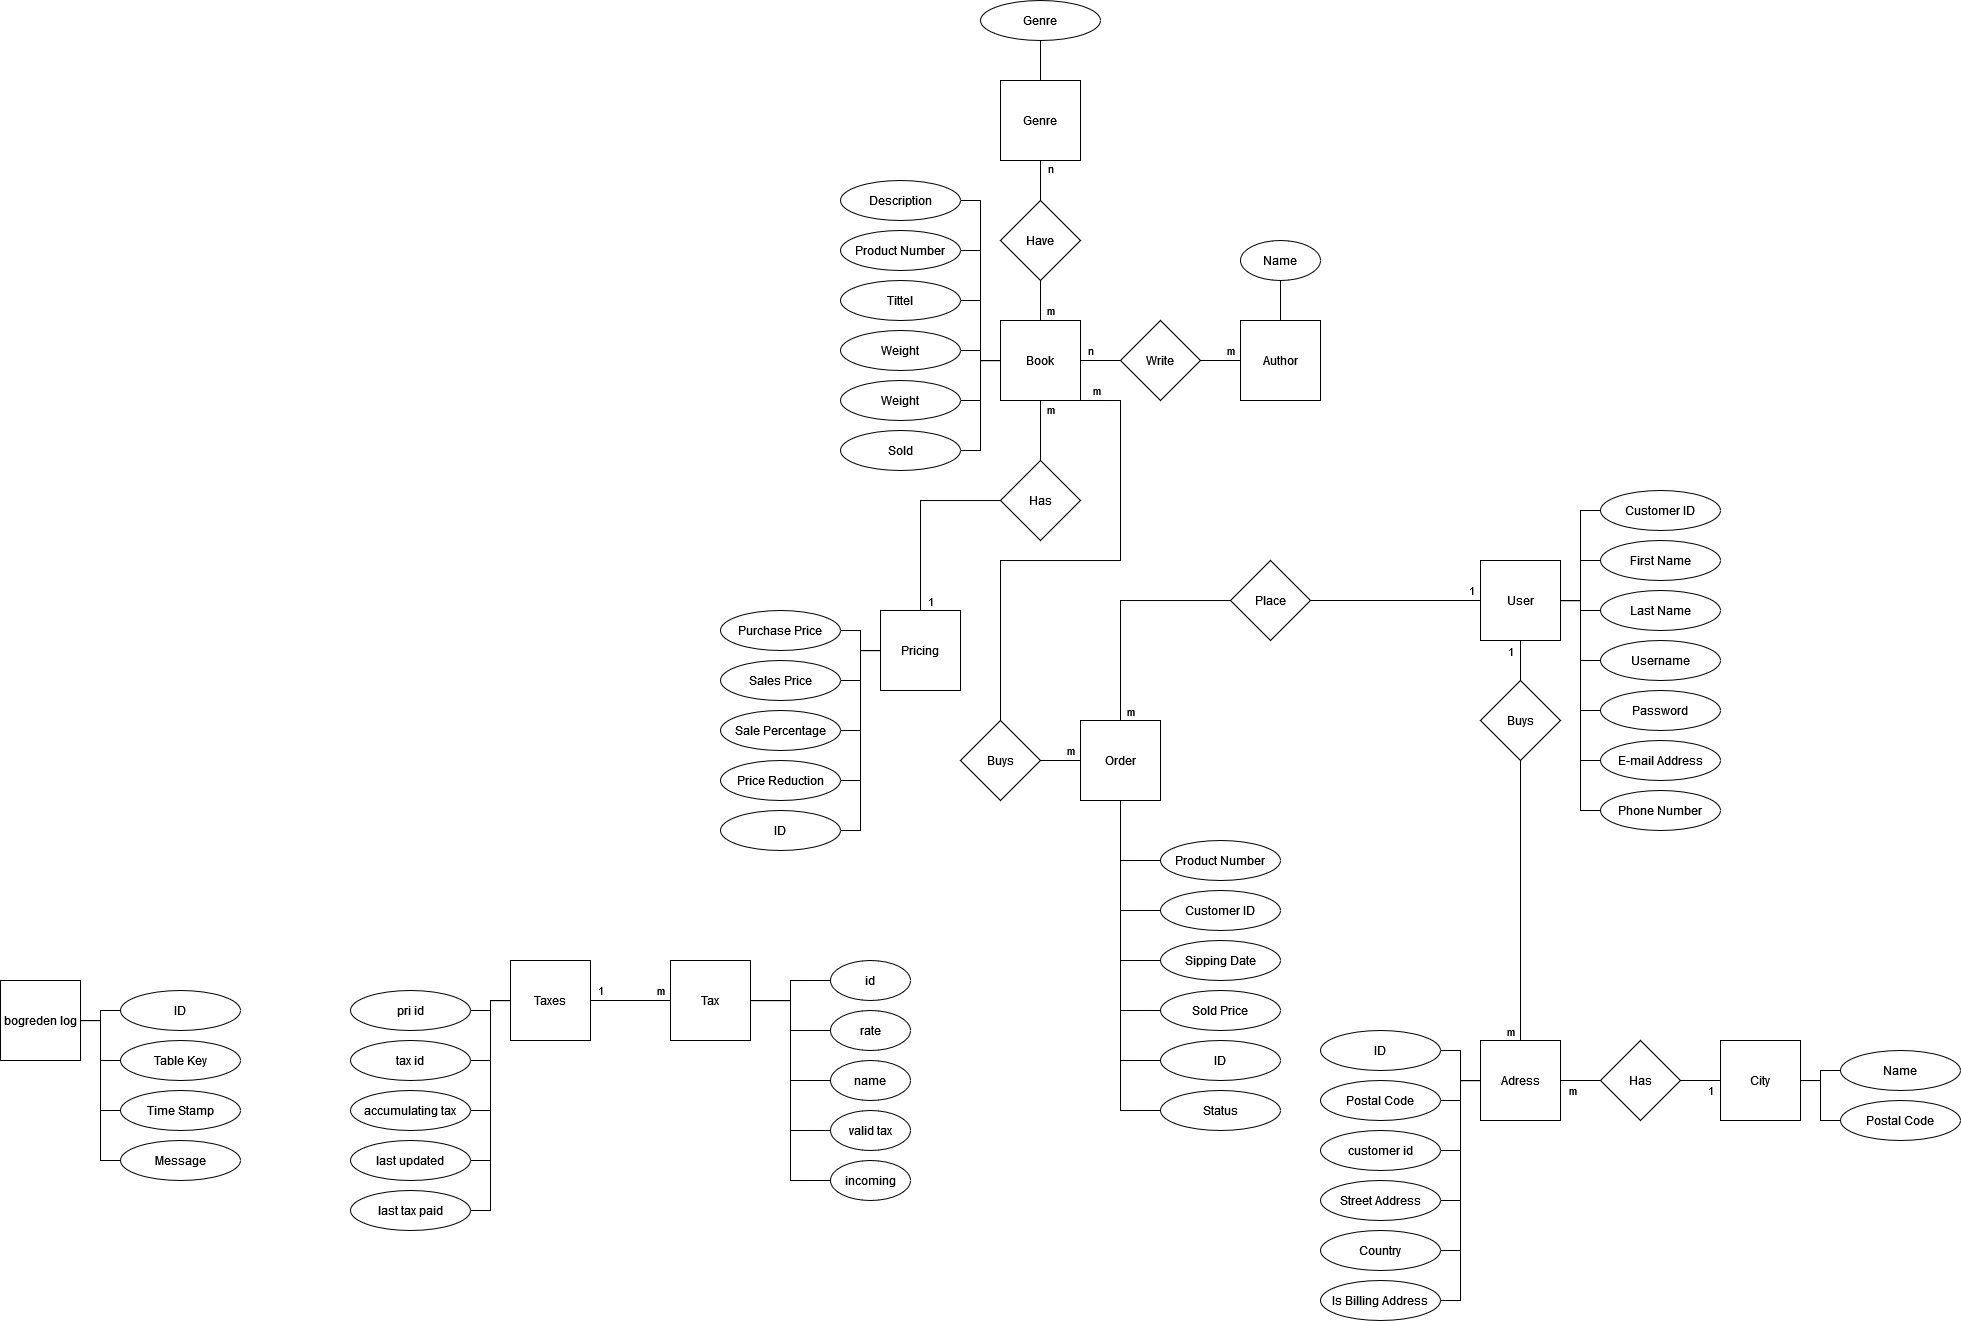 Genre
Genre
n
Description
Product Number
Have
Name
Tittel
m
Weight
Book
n
Write
m
Author
m
Weight
m
Sold
Has
Customer ID
First Name
Place
1
User
1
Last Name
Purchase Price
Pricing
1
Username
Sales Price
m
Password
Buys
Sale Percentage
Buys
m
Order
E-mail Address
Price Reduction
Phone Number
ID
Product Number
Customer ID
Sipping Date
id
bogreden log
ID
pri id
Taxes
1
m
Tax
Sold Price
rate
m
ID
Table Key
tax id
ID
Adress
m
Has
1
City
Name
name
Postal Code
Postal Code
Time Stamp
accumulating tax
Status
valid tax
customer id
Message
last updated
incoming
Street Address
last tax paid
Country
Is Billing Address